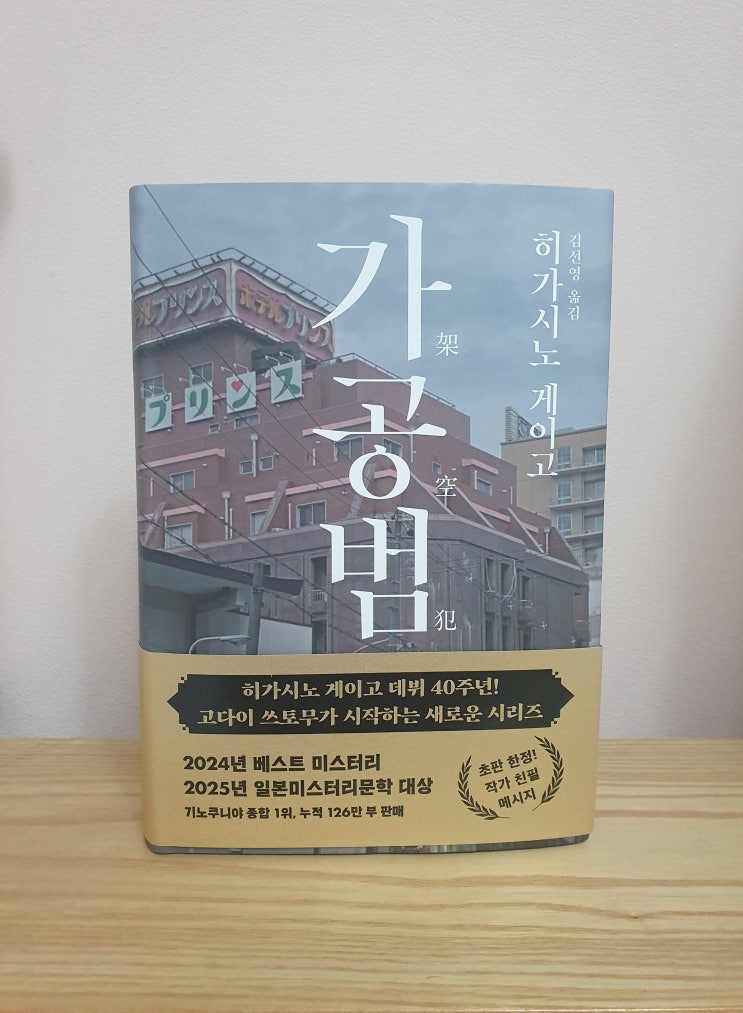 가공범
架空犯
히가시노 게이고
김선영 옮김
ルプリンス
ホテルプリンス
プリンス
히가시노 게이고 데뷔 40주년!
고다이 쓰토무가 시작하는 새로운 시리즈
2024년 베스트 미스터리
2025년 일본미스터리문학 대상
기노쿠니야 종합 1위, 누적 126만 부 판매
초판 한정!
작가 친필
메시지